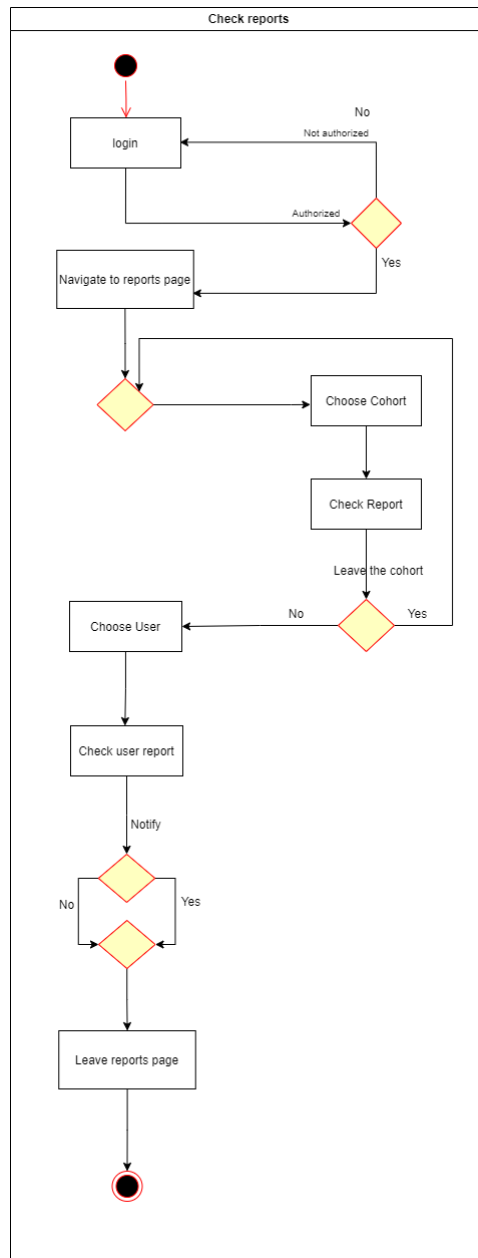 Check reports
No
Not authorized
login
Authorized
Yes
Navigate to reports page
Choose Cohort
Check Report
Leave the cohort
No
Yes
Choose User
Check user report
Notify
No
Yes
Leave reports page